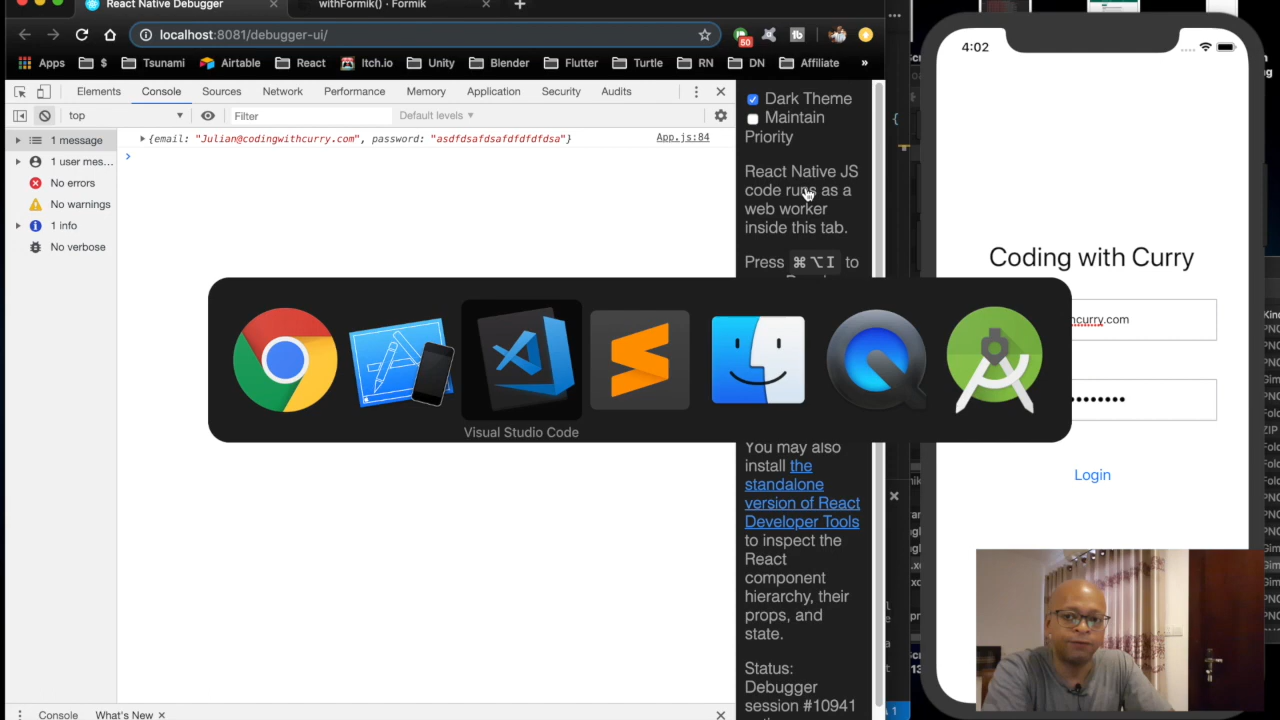 React Native Debugger
withFormik() · Formik
localhost:8081/debugger-ui/
50
Apps
$
Tsunami
Airtable
React
Itch.io
Unity
Blender
Flutter
Turtle
RN
DN
Affiliate
»
Elements
Console
Sources
Network
Performance
Memory
Application
Security
Audits
top
Filter
Default levels
1 message
1 user mes...
No errors
No warnings
1 info
No verbose
{email: "Julian@codingwithcurry.com", password: "asdfdsafdsafdfdfdfdsa"}
App.js:84
Dark Theme
Maintain
Priority
React Native JS
code runs as a
web worker
inside this tab.
Press ⌘⌥I to
Visual Studio Code
You may also
install the
standalone
version of React
Developer Tools
to inspect the
React
component
hierarchy, their
props, and
state.
Status:
Debugger
session #10941
Console
What's New
4:02
Coding with Curry
hcurry.com
Login